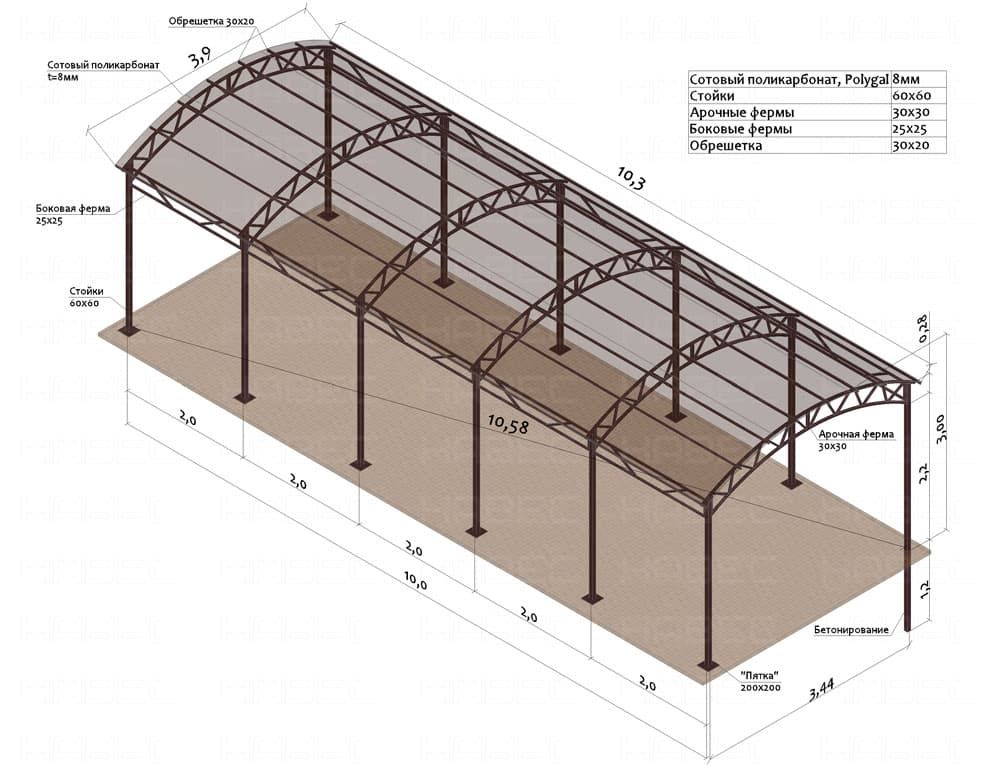 Обрешетка 30х20
3,9
Сотовый поликарбонат
t=8мм
Сотовый поликарбонат, Polygal 8мм
Стойки 60х60
Арочные фермы 30х30
Боковые фермы 25х25
Обрешетка 30х20
10,3
Боковая ферма
25х25
Стойки
60х60
0,28
3,00
2,2
Арочная ферма
30х30
10,58
2,0
2,0
2,0
2,0
2,0
10,0
1,2
Бетонирование
"Пятка"
200х200
3,44